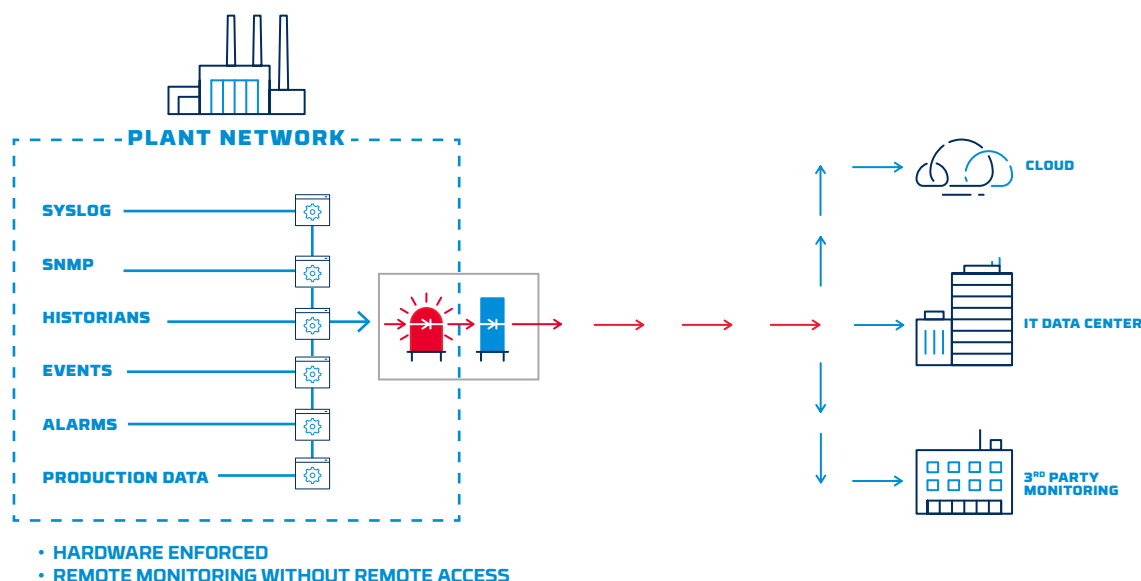 PLANT NETWORK
SYSLOG
SNMP
HISTORIANS
EVENTS
ALARMS
PRODUCTION DATA
CLOUD
IT DATA CENTER
3RD PARTY
MONITORING
• HARDWARE ENFORCED
• REMOTE MONITORING WITHOUT REMOTE ACCESS